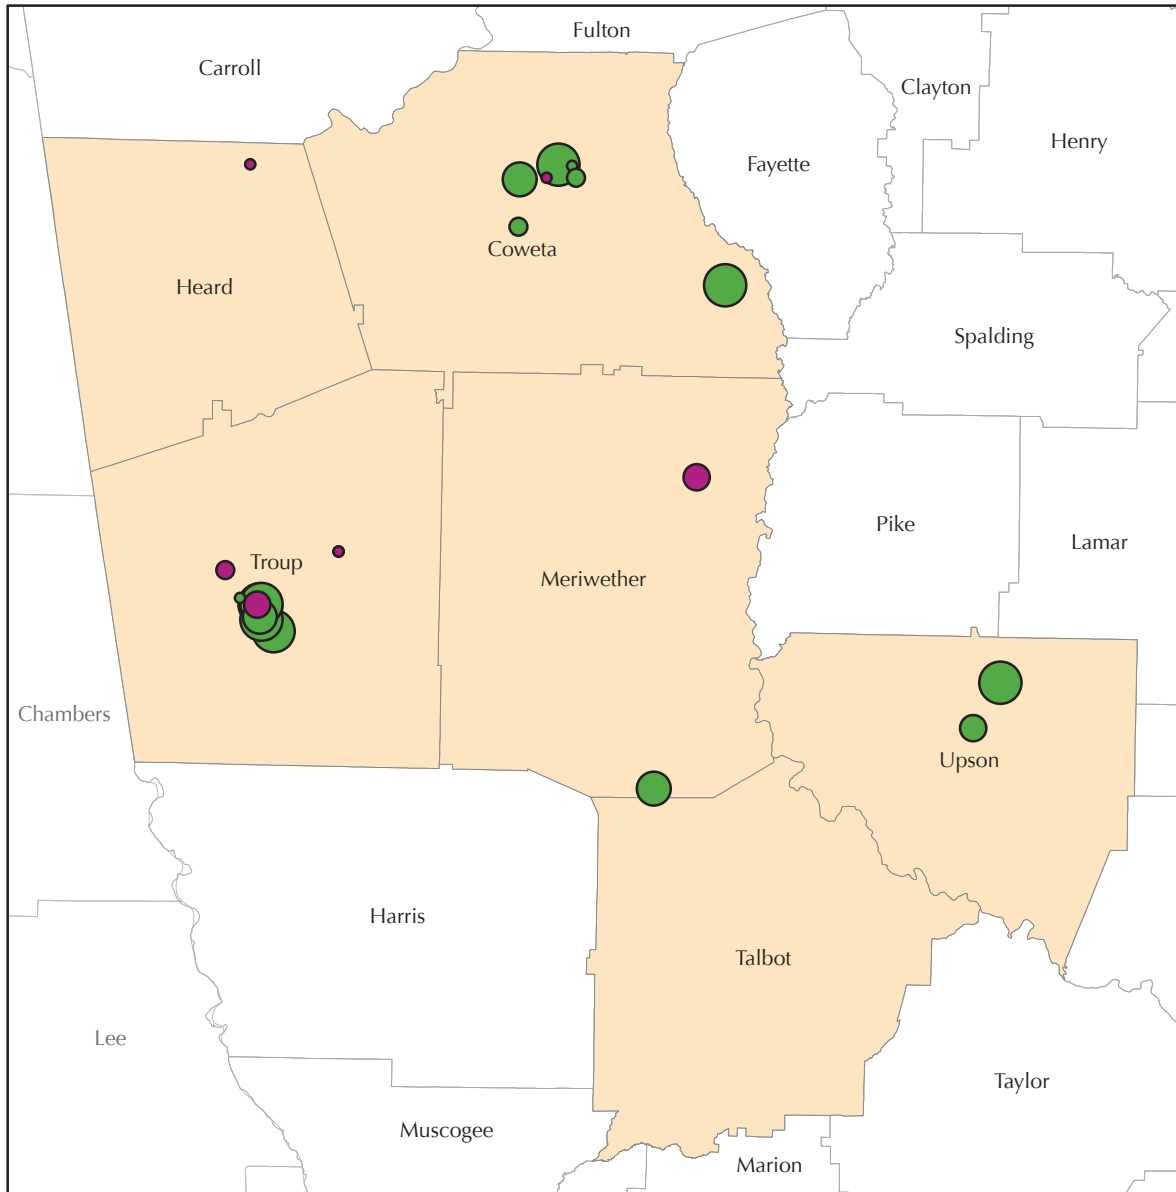 Fulton
Carroll
Clayton
Henry
Fayette
Coweta
Heard
Spalding
Pike
Lamar
Troup
Meriwether
Chambers
Upson
Harris
Talbot
Lee
Taylor
Muscogee
Marion